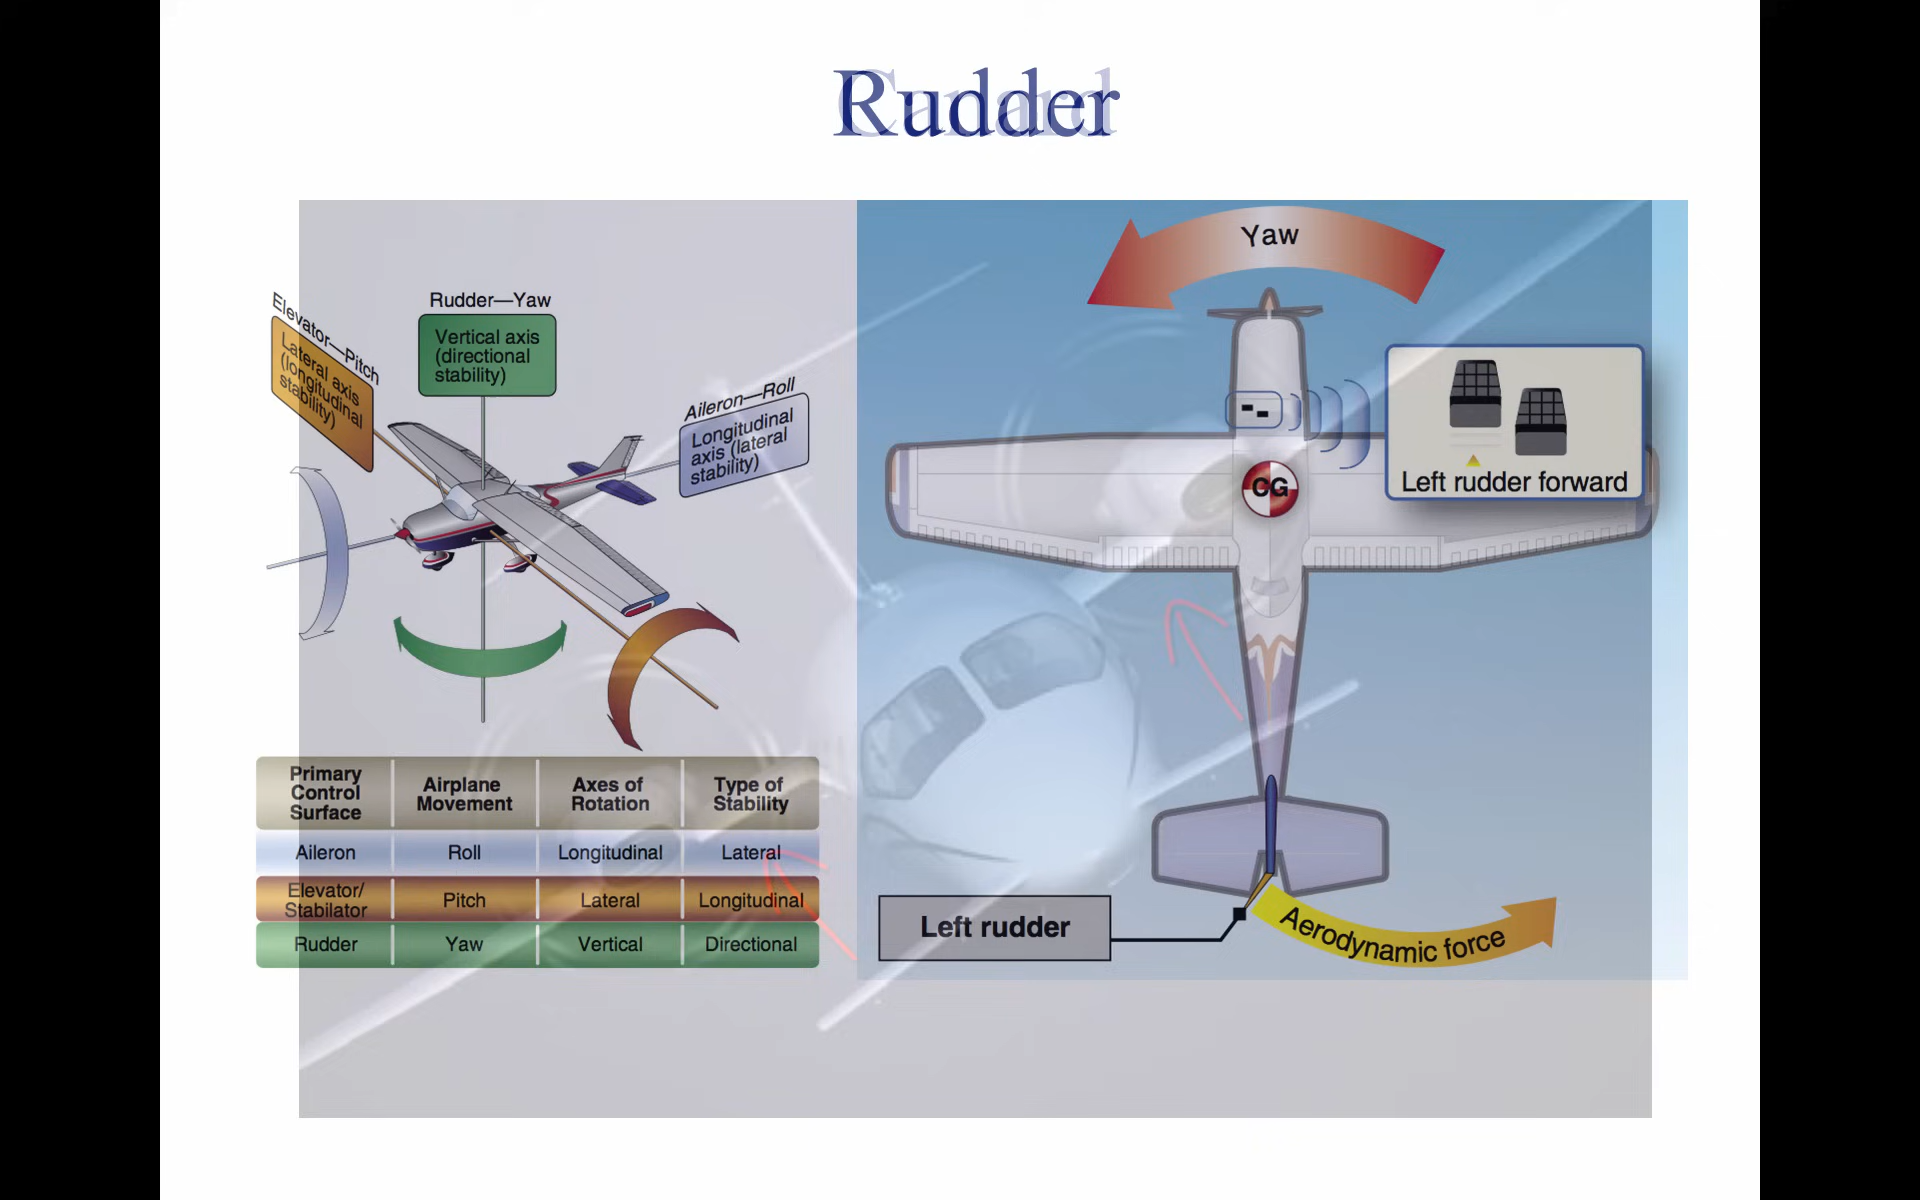 Rudder
Canard
Rudder—Yaw
Vertical axis
(directional
stability)
Elevator—Pitch
Lateral axis
(longitudinal
stability)
Aileron—Roll
Longitudinal
axis (lateral
stability)
Primary
Control
Surface
Airplane
Movement
Axes of
Rotation
Type of
Stability
Aileron
Roll
Longitudinal
Lateral
Elevator/
Stabilator
Pitch
Lateral
Longitudinal
Rudder
Yaw
Vertical
Directional
Yaw
CG
Left rudder forward
Left rudder
Aerodynamic force